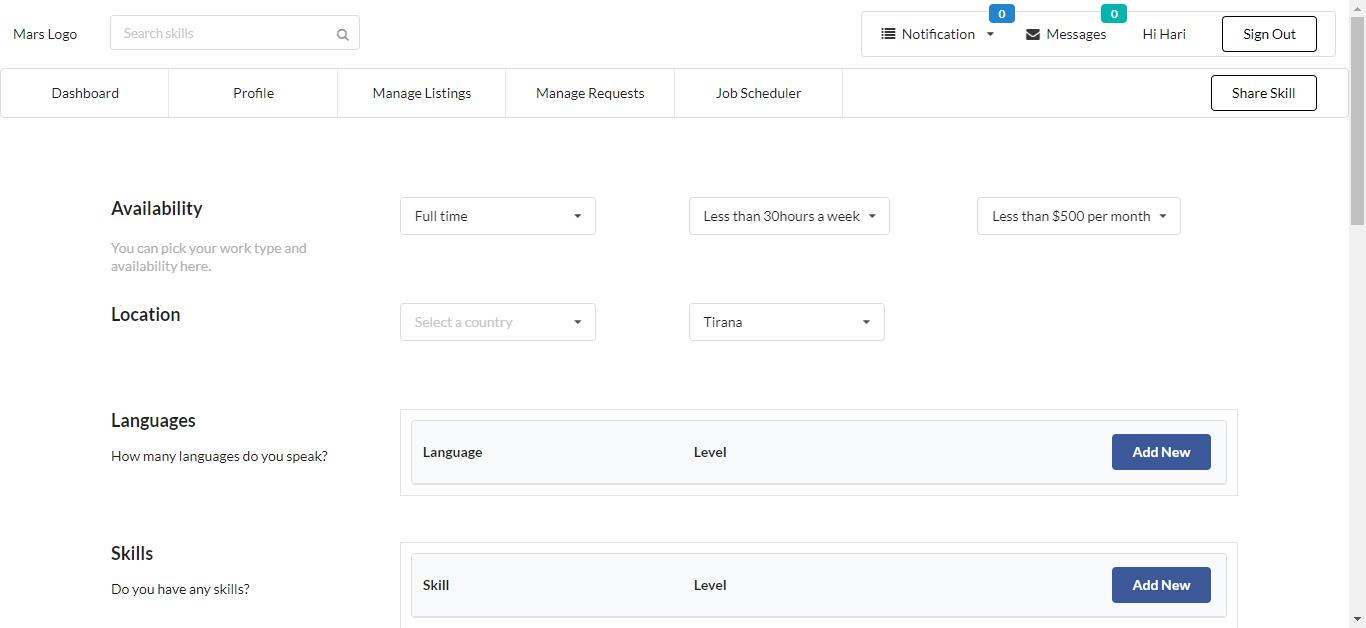 Mars Logo
Search skills
Notification
0
Messages
0
Hi Hari
Sign Out
Dashboard
Profile
Manage Listings
Manage Requests
Job Scheduler
Share Skill
Availability
You can pick your work type and
availability here.
Full time
Less than 30hours a week
Less than $500 per month
Location
Select a country
Tirana
Languages
How many languages do you speak?
Language
Level
Add New
Skills
Do you have any skills?
Skill
Level
Add New